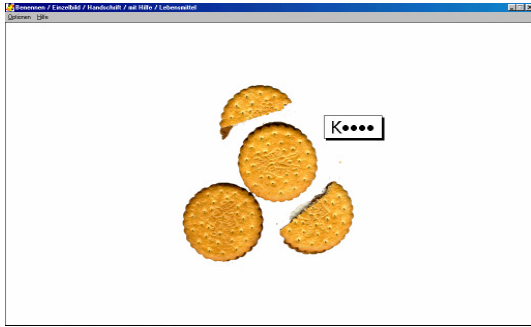 Benennen / Einzelbild / Handschrift / mit Hilfe / Lebensmittel
Optionen Hilfe
K●●●●